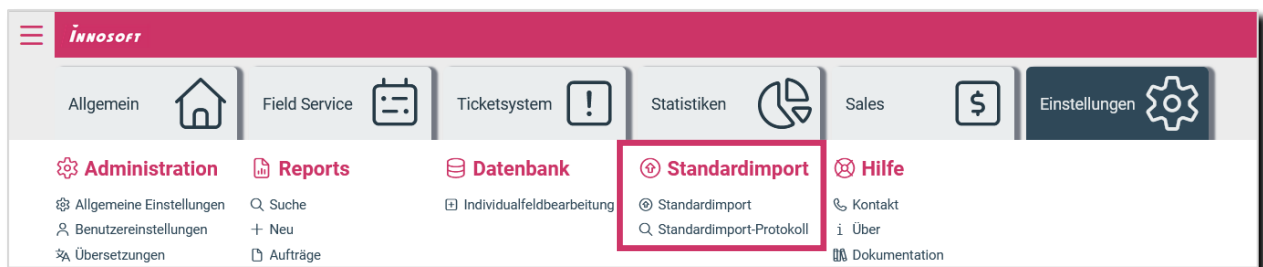 INNOSOFT
Allgemein Field Service Ticketsystem Statistiken Sales Einstellungen
Administration Reports Datenbank Standardimport Hilfe
Allgemeine Einstellungen Suche Individualfeldbearbeitung Standardimport Kontakt
Benutzereinstellungen Neu Standardimport-Protokoll Über
Übersetzungen Aufträge Dokumentation